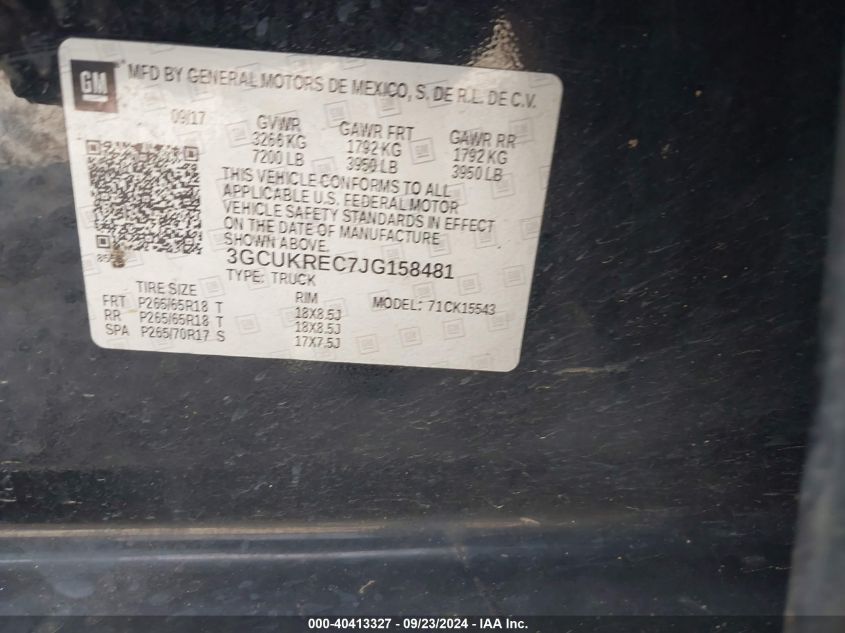 GM
MFD BY GENERAL MOTORS DE MEXICO, S. DE R.L. DE C.V.
09/17
GVWR GAWR FRT GAWR RR
3266 KG 1792 KG 1792 KG
7200 LB 3950 LB 3950 LB
THIS VEHICLE CONFORMS TO ALL
APPLICABLE U.S. FEDERAL MOTOR
VEHICLE SAFETY STANDARDS IN EFFECT
ON THE DATE OF MANUFACTURE
SHOWN ABOVE.
3GCUKREC7JG158481
TYPE: TRUCK
TIRE SIZE RIM MODEL: 71CK15543
FRT P265/65R18 T 18X8.5J
RR P265/65R18 T 18X8.5J
SPA P265/70R17 S 17X7.5J
000-40413327 - 09/23/2024 - IAA Inc.